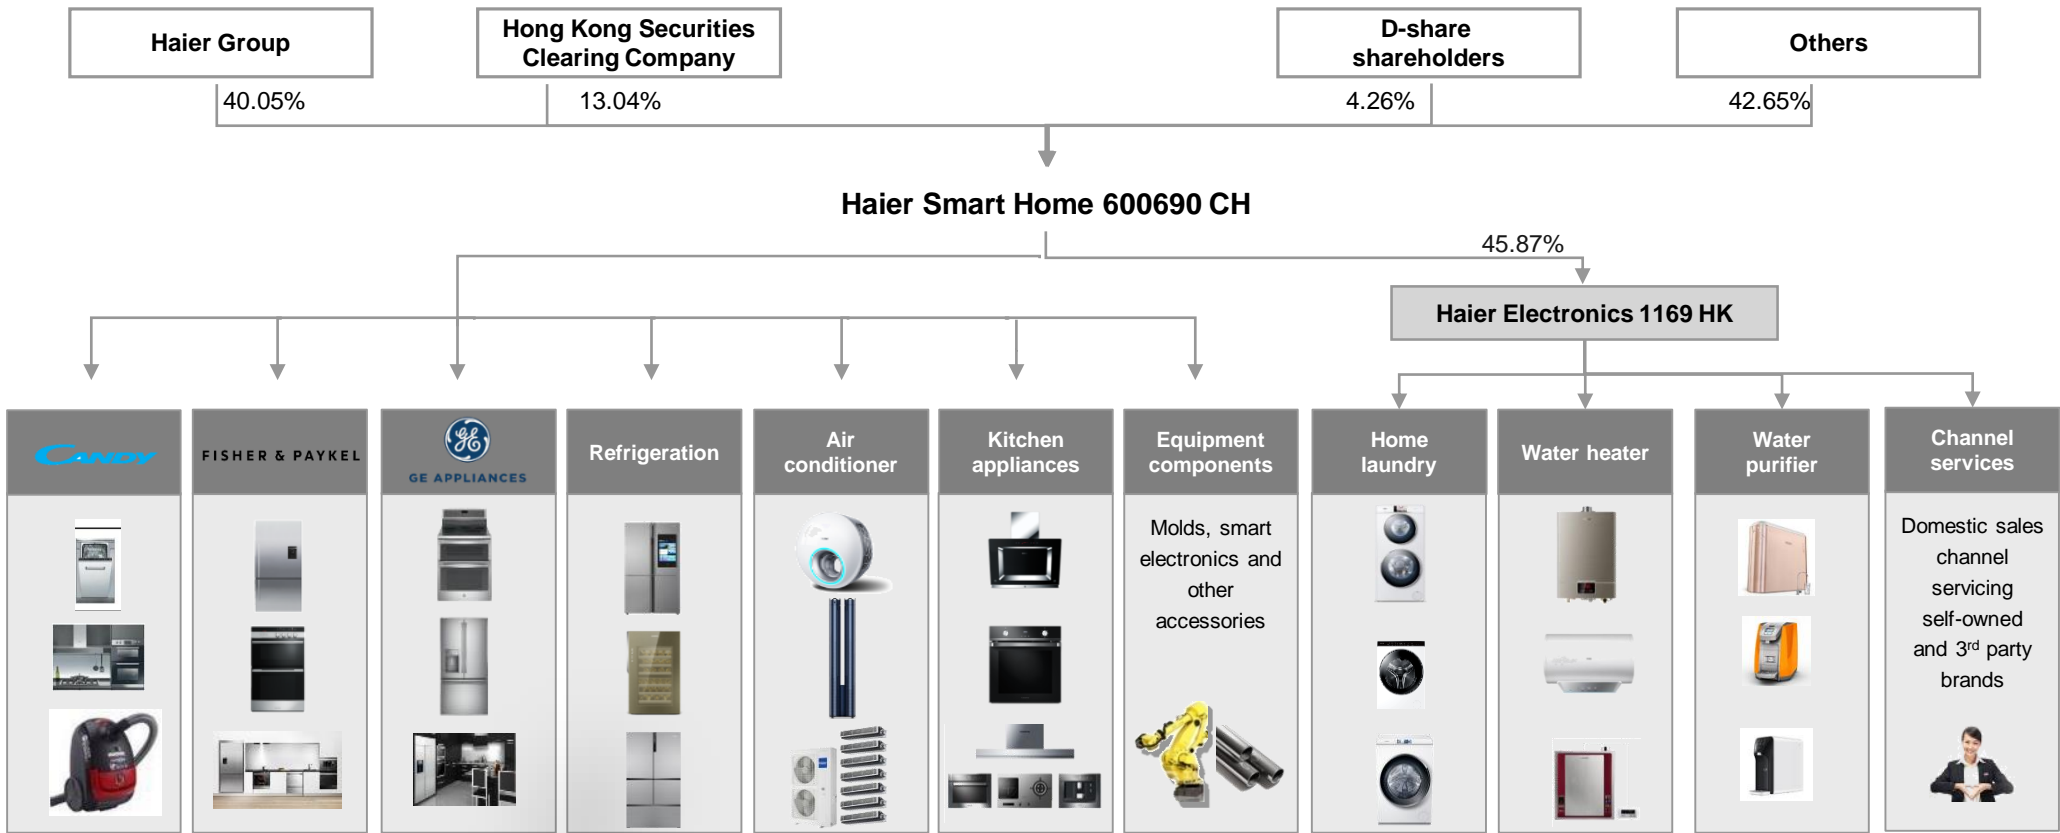 Haier Group
Hong Kong Securities
Clearing Company
D-share
shareholders
Others
40.05%
13.04%
4.26%
42.65%
Haier Smart Home 600690 CH
45.87%
Haier Electronics 1169 HK
CANDY
FISHER & PAYKEL
GE
GE APPLIANCES
Refrigeration
Air
conditioner
Kitchen
appliances
Equipment
components
Home
laundry
Water heater
Water
purifier
Channel
services
Molds, smart
electronics and
other
accessories
Domestic sales
channel
servicing
self-owned
and 3rd party
brands